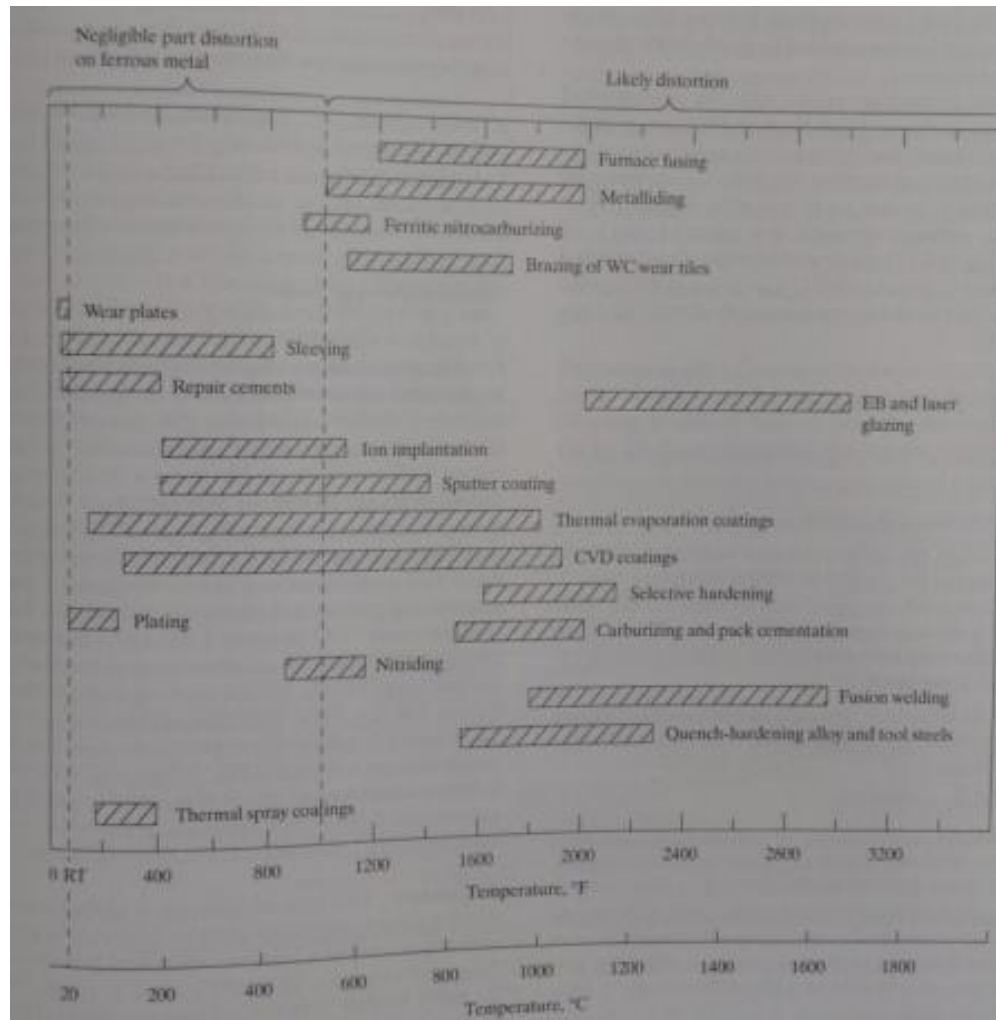 Negligible part distortion
on ferrous metal
Likely distortion
Furnace fusing
Metalliding
Ferritic nitrocarburizing
Brazing of WC wear tiles
Wear plates
Sleeving
Repair cements
EB and laser
glazing
Ion implantation
Sputter coating
Thermal evaporation coatings
CVD coatings
Selective hardening
Plating
Carburizing and pack cementation
Nitriding
Fusion welding
Quench-hardening alloy and tool steels
Thermal spray coatings
0 RT 400 800 1200 1600 2000 2400 2800 3200
Temperature, °F
20 200 400 600 800 1000 1200 1400 1600 1800
Temperature, °C